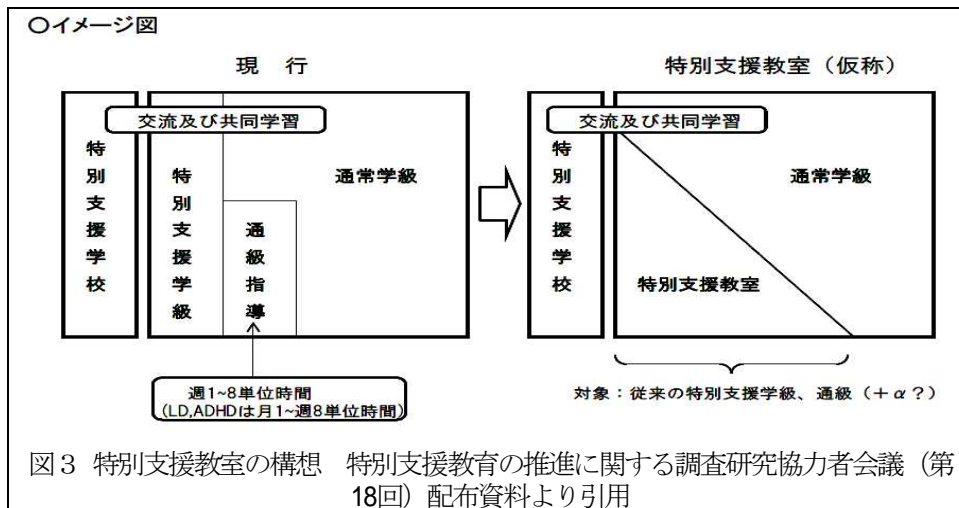 〇イメージ図
現 行
特別支援教室（仮称）
交流及び共同学習
特別支援学校
特別支援学級
通級指導
通常学級
週1~8単位時間
(LD,ADHDは月1~週8単位時間)
交流及び共同学習
特別支援学校
通常学級
特別支援教室
対象：従来の特別支援学級、通級（+α？）
図３ 特別支援教室の構想 特別支援教育の推進に関する調査研究協力者会議（第
18回）配布資料より引用